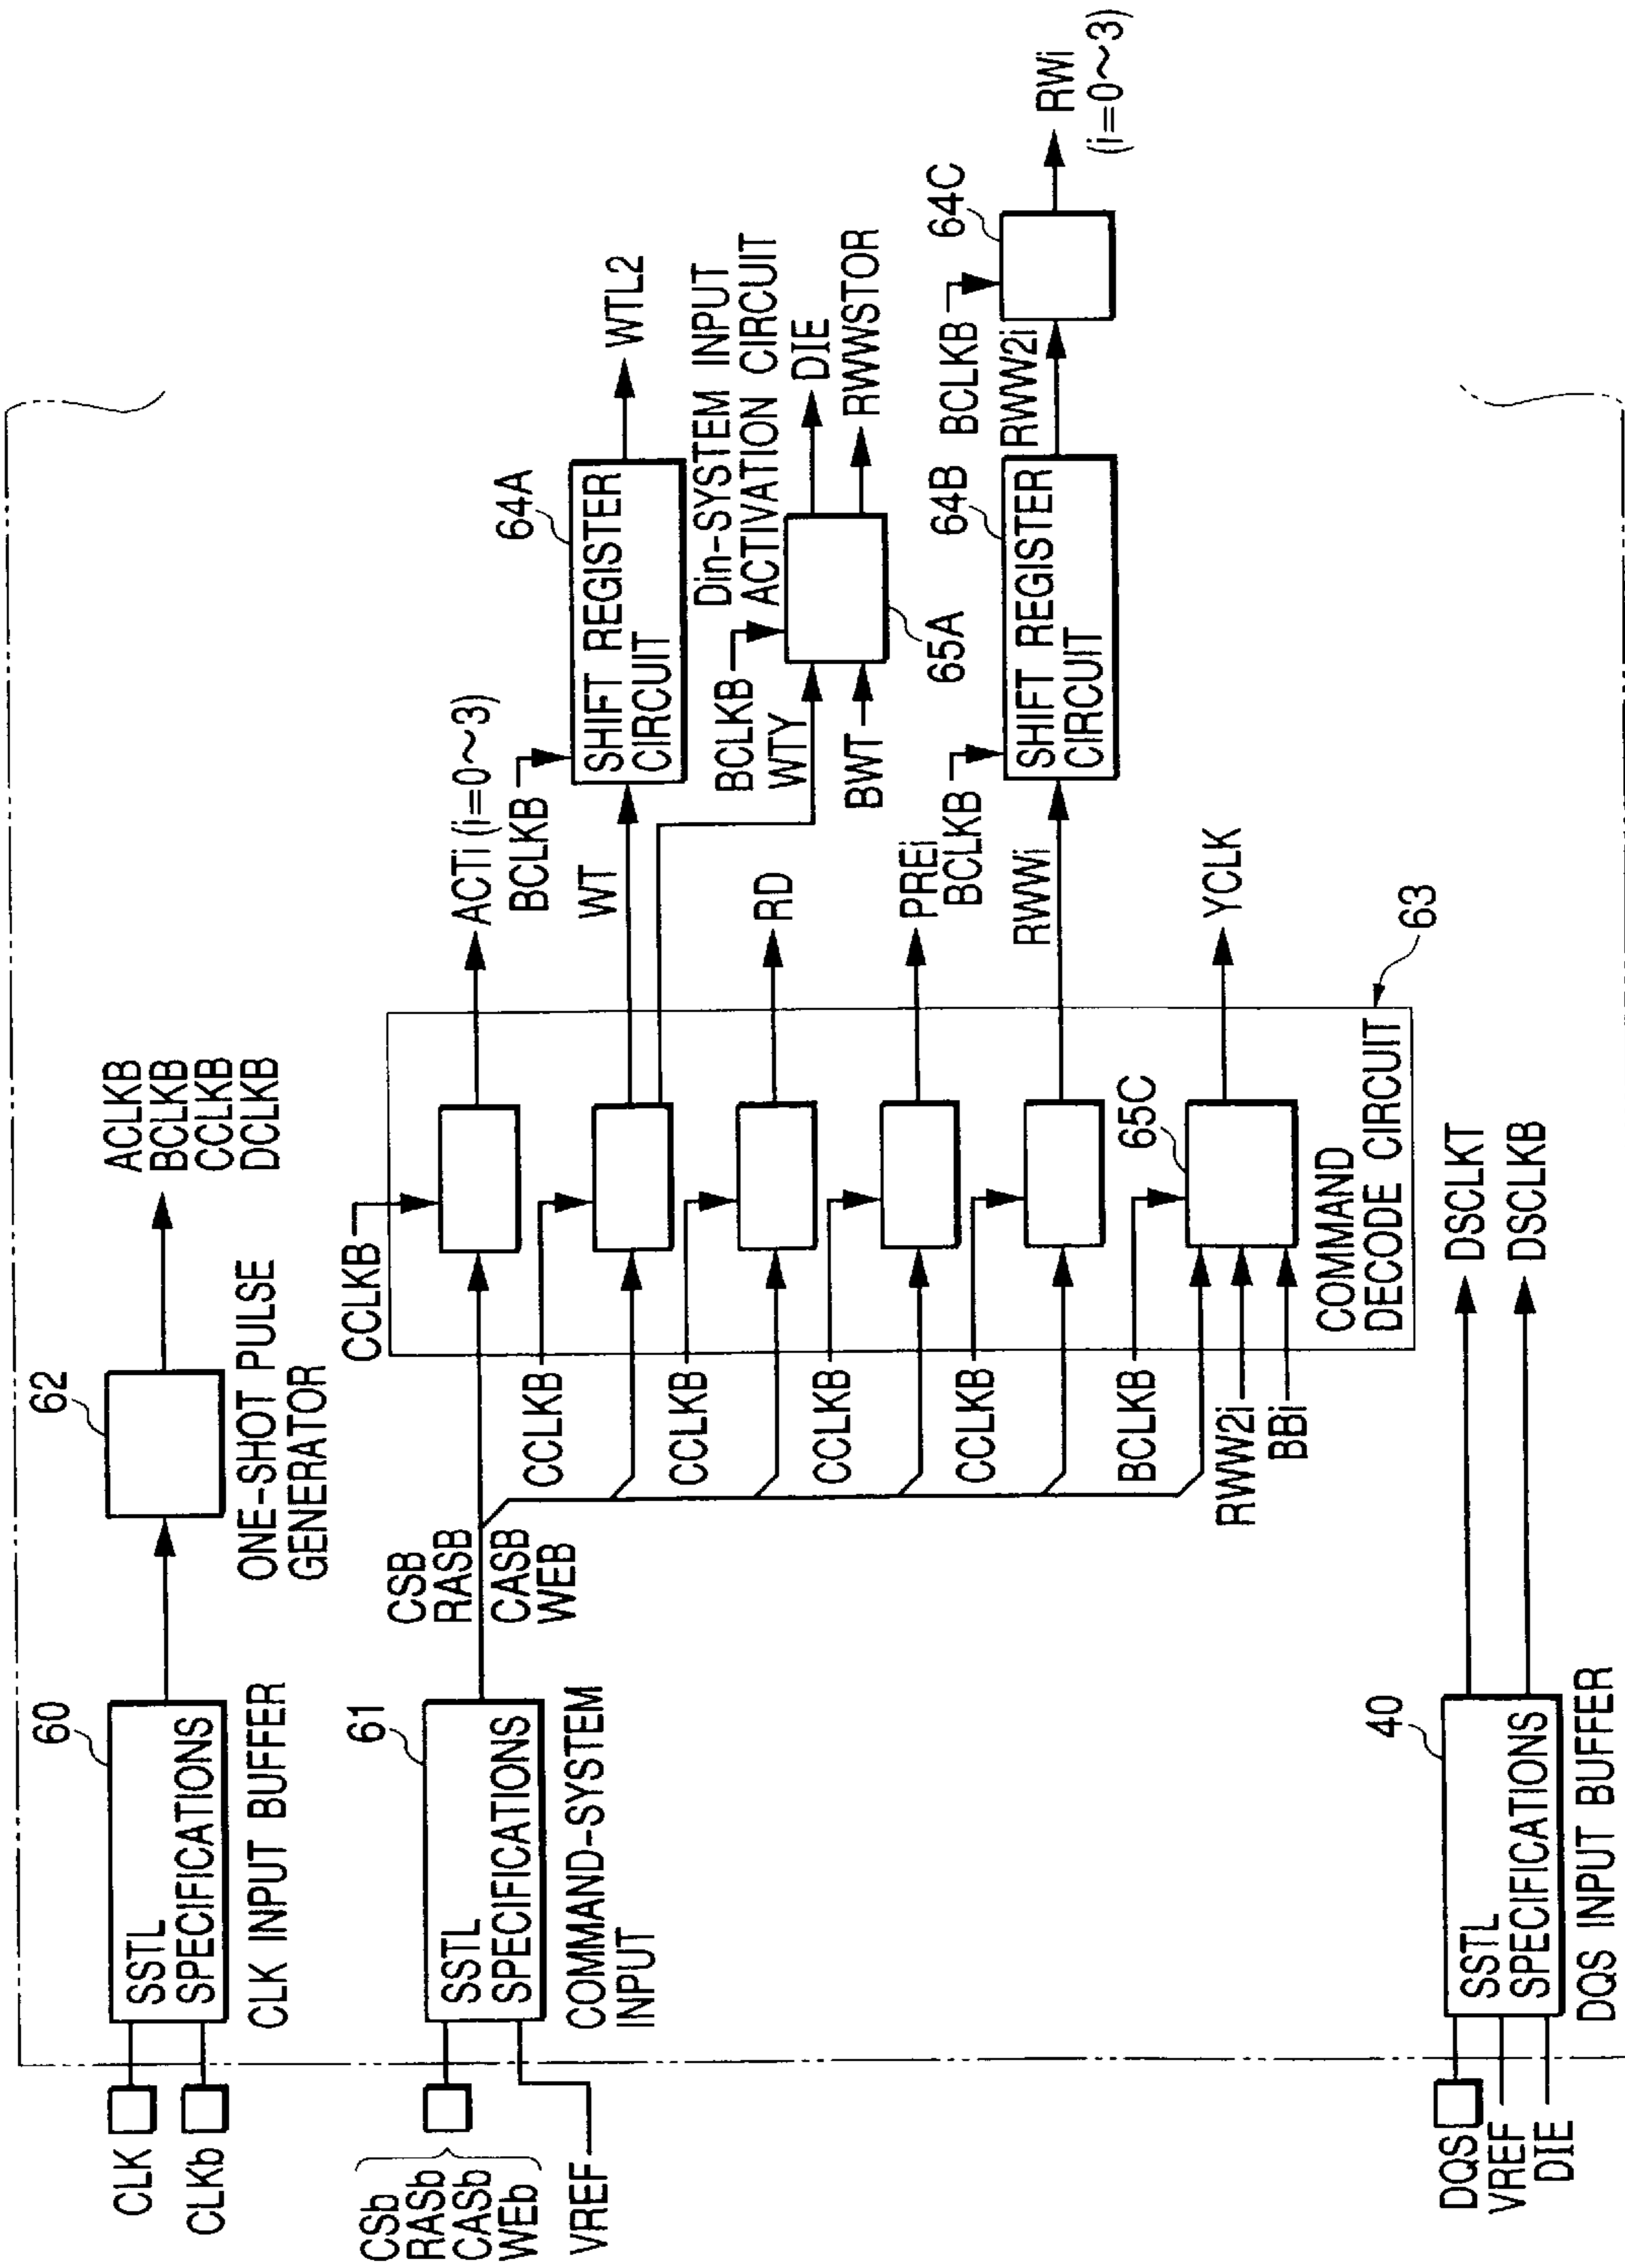 CLK
CLKb
60
SSTL
SPECIFICATIONS
CLK INPUT BUFFER
62
ONE-SHOT PULSE
GENERATOR
ACLKB
BCLKB
CCLKB
DCLKB
CSb
RASb
CASb
WEb
VREF
61
SSTL
SPECIFICATIONS
COMMAND-SYSTEM
INPUT
CSB
RASB
CASB
WEB
CCLKB
CCLKB
CCLKB
CCLKB
CCLKB
BCLKB
RWW2i
BBi
65C
COMMAND
DECODE CIRCUIT
63
ACTi (i=0~3)
BCLKB
WT
64A
SHIFT REGISTER
CIRCUIT
WTL2
BCLKB
WTY
BWT
65A
Din-SYSTEM INPUT
ACTIVATION CIRCUIT
DIE
RWWSTOR
RD
PREi
BCLKB
RWWi
64B
SHIFT REGISTER
CIRCUIT
BCLKB
RWW2i
64C
RWi
(i=0~3)
YCLK
DQS
VREF
DIE
40
SSTL
SPECIFICATIONS
DQS INPUT BUFFER
DSCLKT
DSCLKB